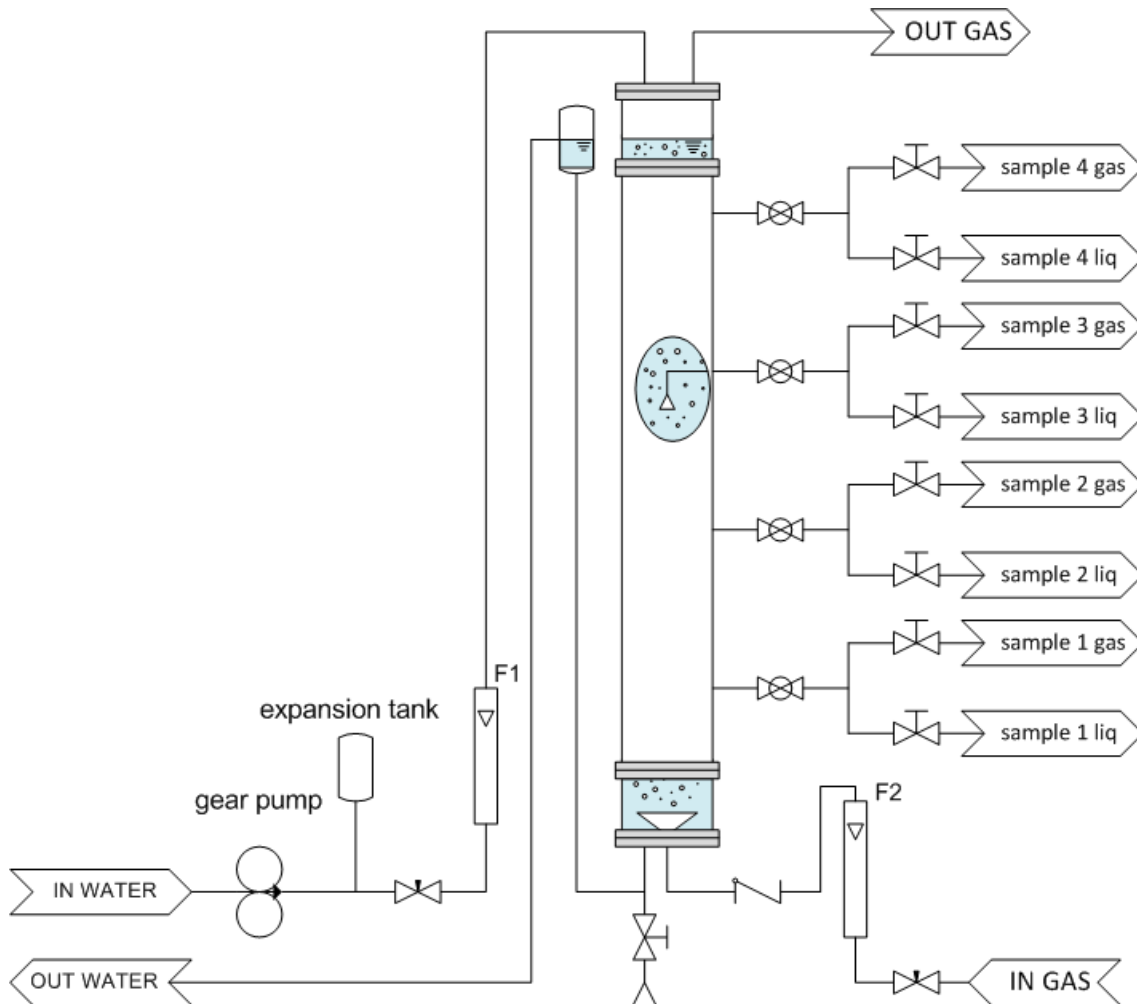 OUT GAS
sample 4 gas
sample 4 liq
sample 3 gas
sample 3 liq
sample 2 gas
sample 2 liq
sample 1 gas
F1
expansion tank
sample 1 liq
gear pump
F2
IN WATER
OUT WATER
IN GAS